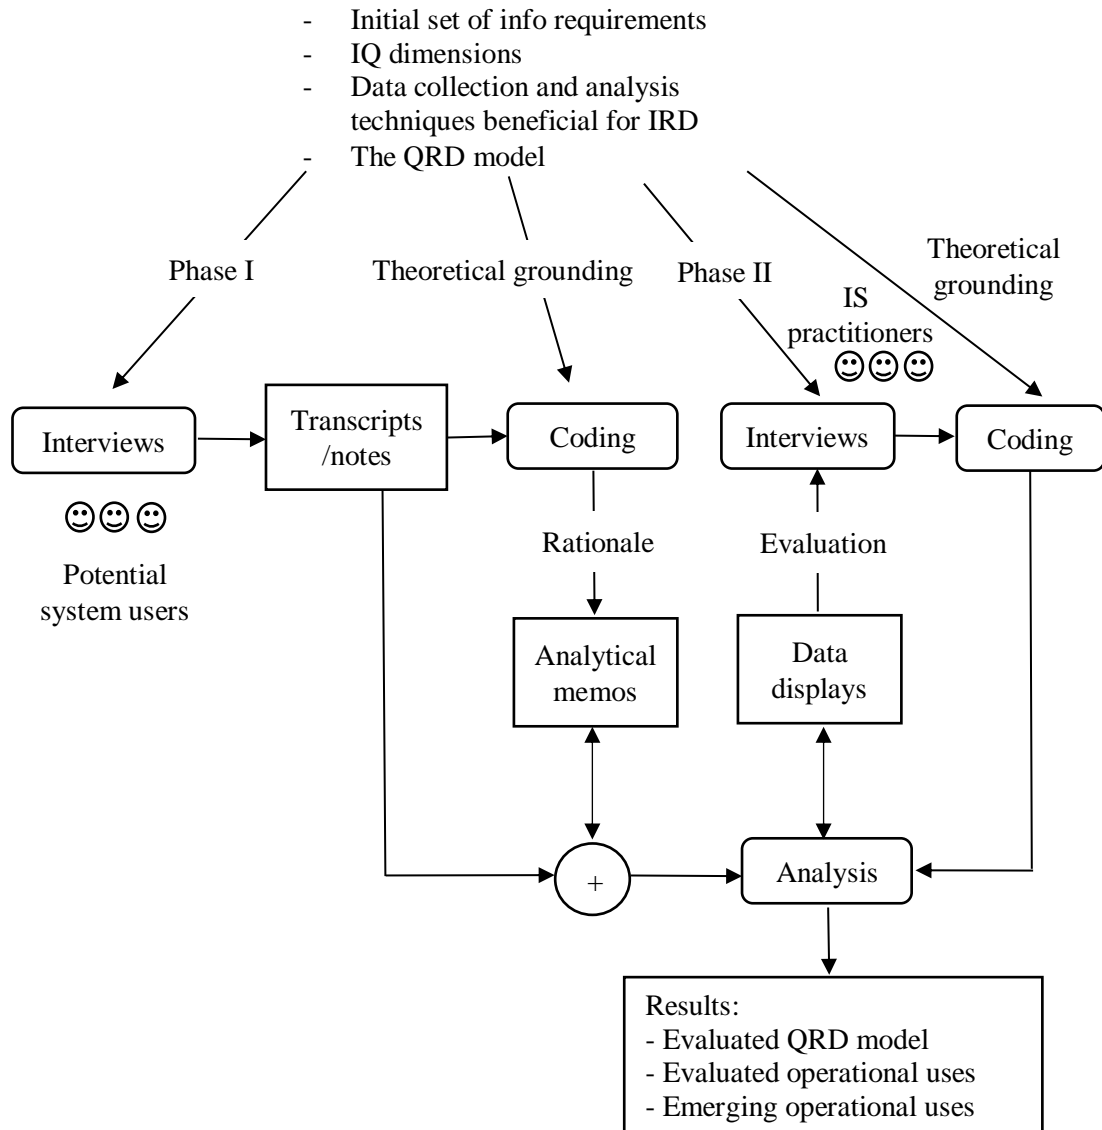 - Initial set of info requirements
- IQ dimensions
- Data collection and analysis
techniques beneficial for IRD
- The QRD model
Phase I
Theoretical grounding
Phase II
Theoretical
grounding
IS
practitioners
Interviews
Transcripts
/notes
Coding
Interviews
Coding
Potential
system users
Rationale
Evaluation
Analytical
memos
Data
displays
+
Analysis
Results:
- Evaluated QRD model
- Evaluated operational uses
- Emerging operational uses